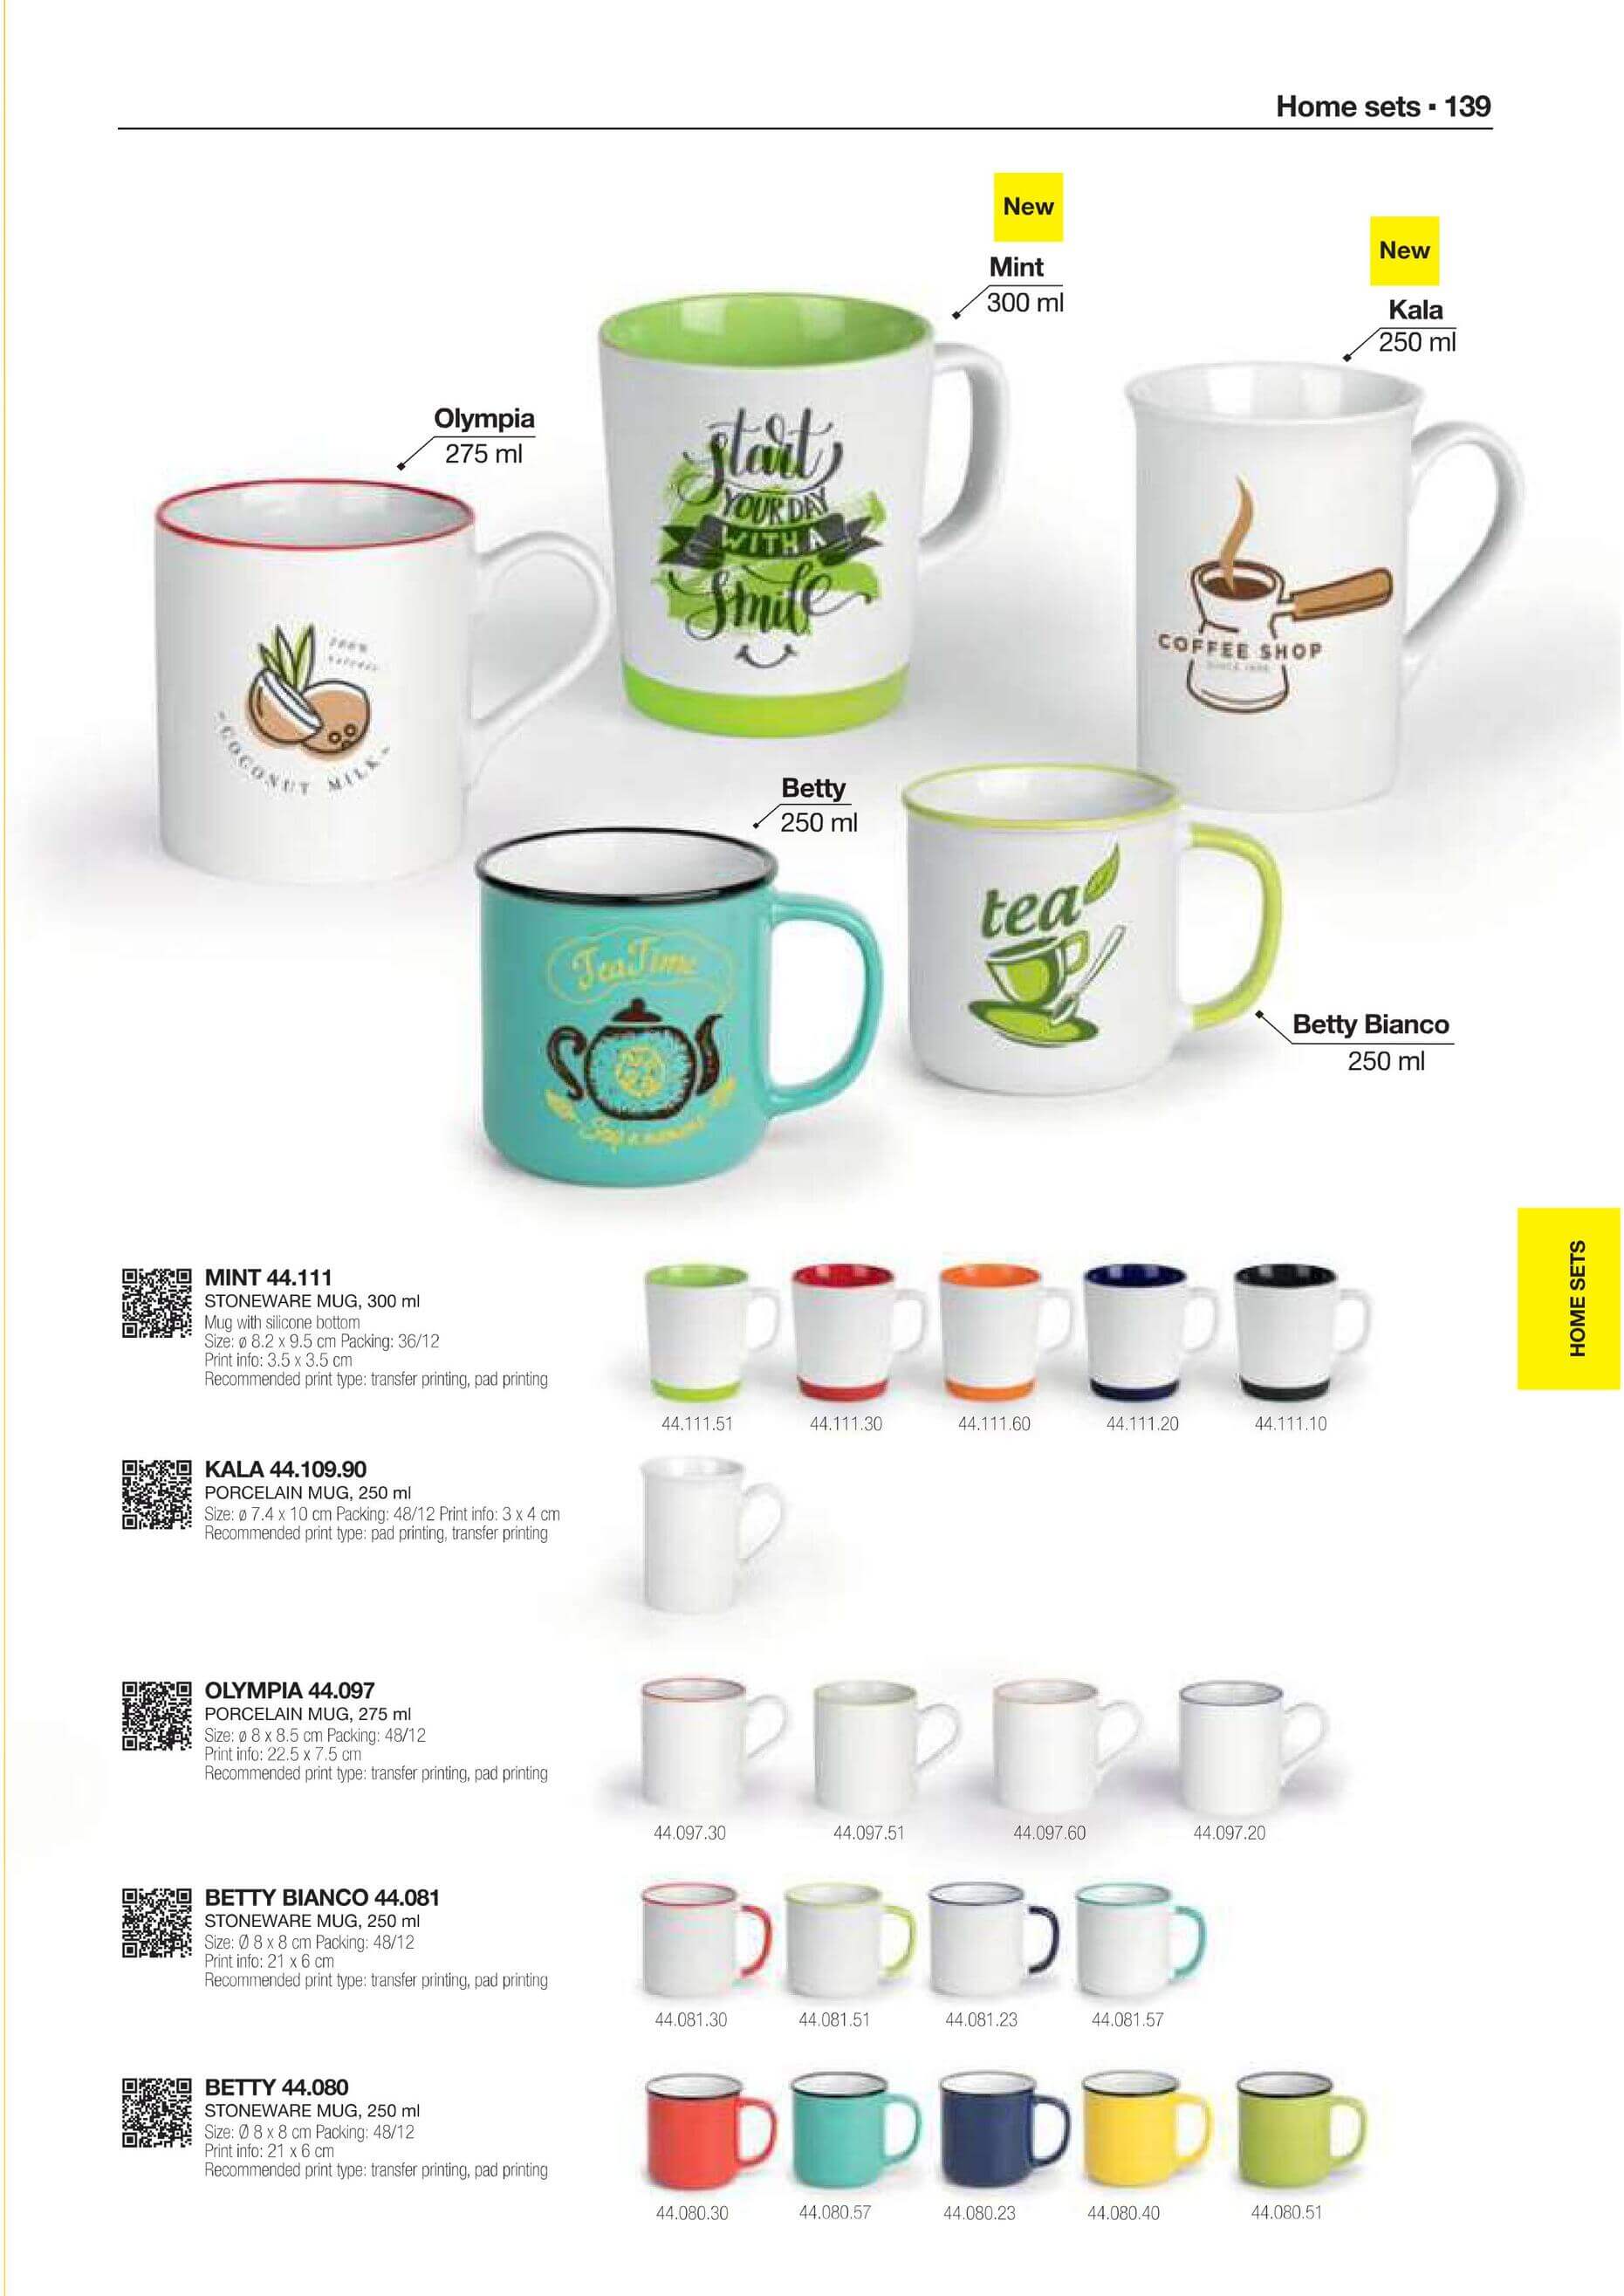 Home sets ▪ 139
New
Mint
300 ml
New
Kala
250 ml
Olympia
275 ml
Start
YOUR DAY
WITH A
Smile
COFFEE SHOP
SINCE
100%
NATURAL
COCONUT MILK
Betty
250 ml
Tea Time
tea
Betty Bianco
250 ml
HOME SETS
MINT 44.111
STONEWARE MUG, 300 ml
Mug with silicone bottom
Size: ø 8.2 x 9.5 cm Packing: 36/12
Print info: 3.5 x 3.5 cm
Recommended print type: transfer printing, pad printing
44.111.51 44.111.30 44.111.60 44.111.20 44.111.10
KALA 44.109.90
PORCELAIN MUG, 250 ml
Size: ø 7.4 x 10 cm Packing: 48/12 Print info: 3 x 4 cm
Recommended print type: pad printing, transfer printing
OLYMPIA 44.097
PORCELAIN MUG, 275 ml
Size: ø 8 x 8.5 cm Packing: 48/12
Print info: 22.5 x 7.5 cm
Recommended print type: transfer printing, pad printing
44.097.30 44.097.51 44.097.60 44.097.20
BETTY BIANCO 44.081
STONEWARE MUG, 250 ml
Size: Ø 8 x 8 cm Packing: 48/12
Print info: 21 x 6 cm
Recommended print type: transfer printing, pad printing
44.081.30 44.081.51 44.081.23 44.081.57
BETTY 44.080
STONEWARE MUG, 250 ml
Size: Ø 8 x 8 cm Packing: 48/12
Print info: 21 x 6 cm
Recommended print type: transfer printing, pad printing
44.080.30 44.080.57 44.080.23 44.080.40 44.080.51